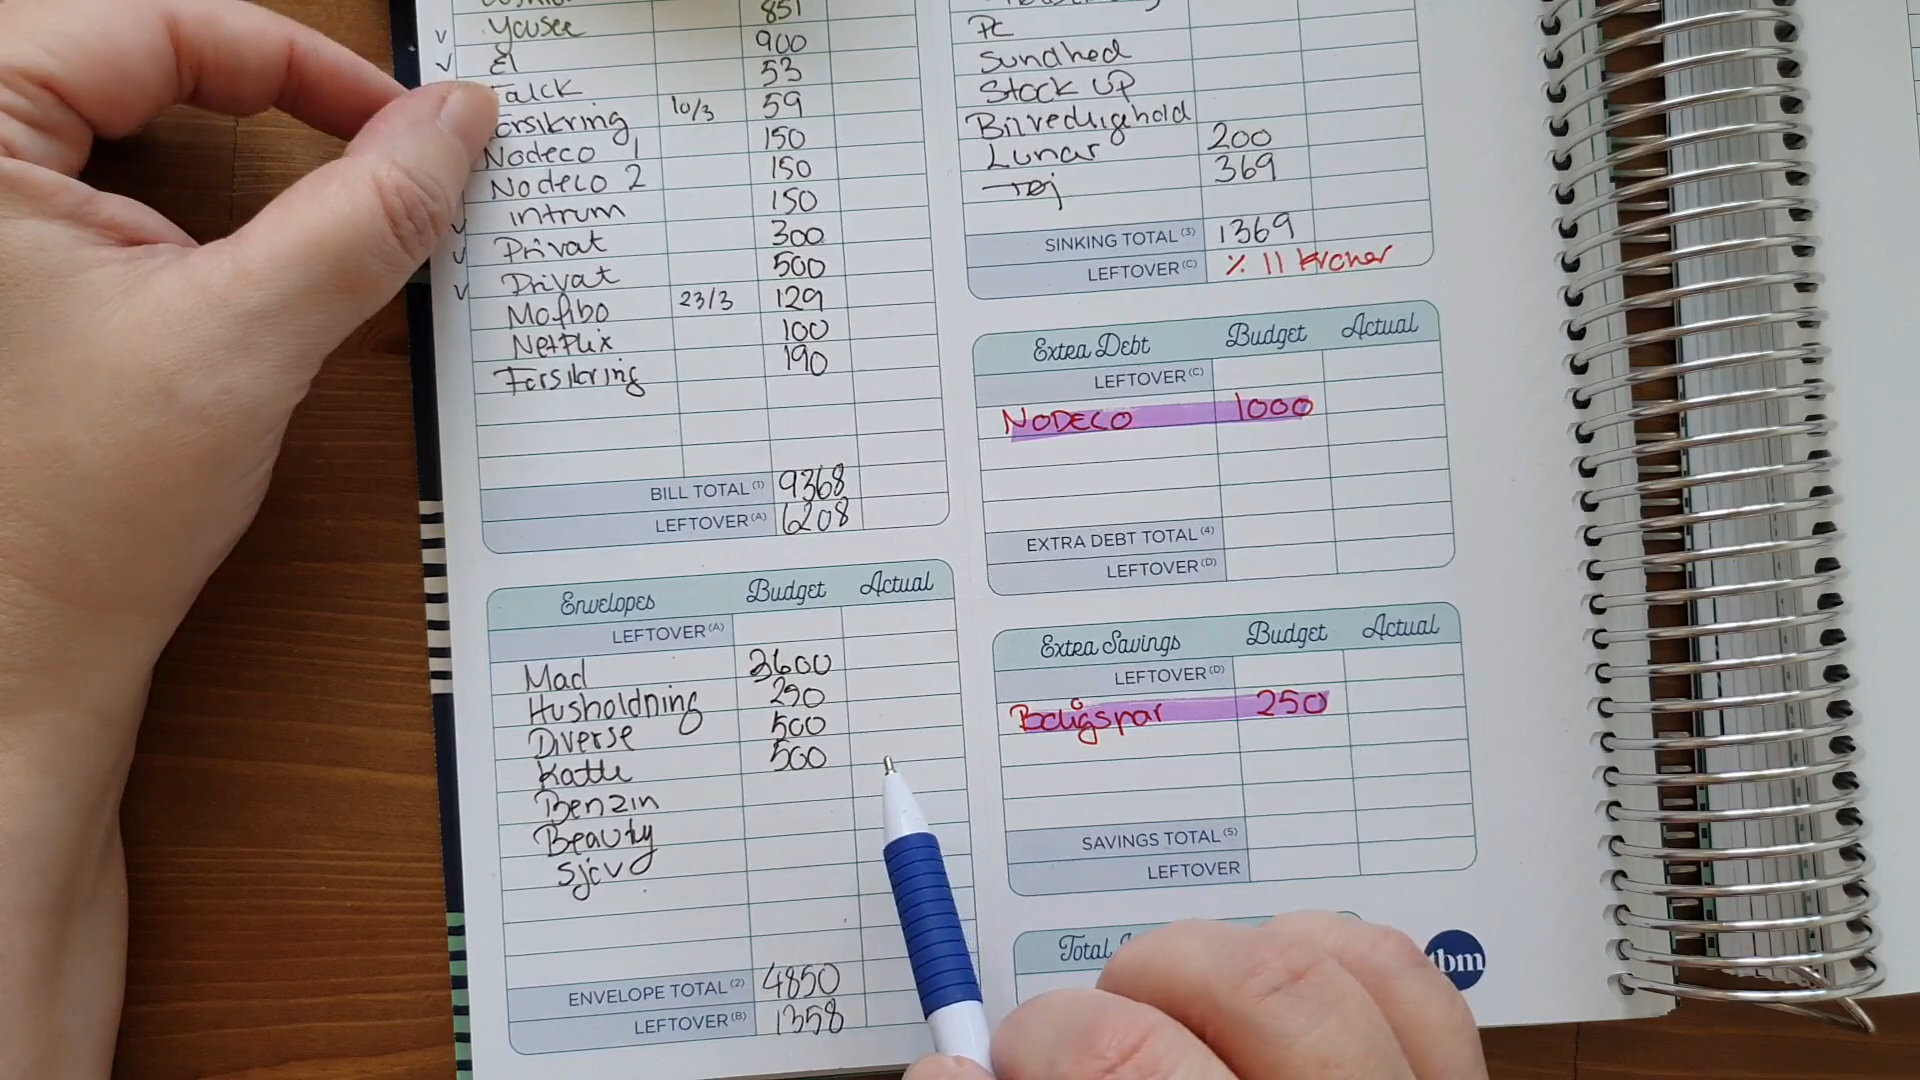 851
v Yousee 900
v El 53
Falck 59
Forsikring 10/3 150
Nodeco 1 150
Nodeco 2 150
v intrum 300
v Privat 500
v Privat 129
Mofibo 23/3 100
Netflix 190
Forsikring
BILL TOTAL (1) 9368
LEFTOVER (A) 6208
Envelopes Budget Actual
LEFTOVER (A)
Mad 3600
Husholdning 250
Diverse 500
Katte 500
Benzin
Beauty
Sjov
ENVELOPE TOTAL (2) 4850
LEFTOVER (B) 1358
PC
Sundhed
Stock UP
Bilvedligehold
Lunar 200
Tøj 369
SINKING TOTAL (3) 1369
LEFTOVER (C) % 11 kroner
Extra Debt Budget Actual
LEFTOVER (C)
NODECO 1000
EXTRA DEBT TOTAL (4)
LEFTOVER (D)
Extra Savings Budget Actual
LEFTOVER (D)
Boligspar 250
SAVINGS TOTAL (5)
LEFTOVER
Total
tbm